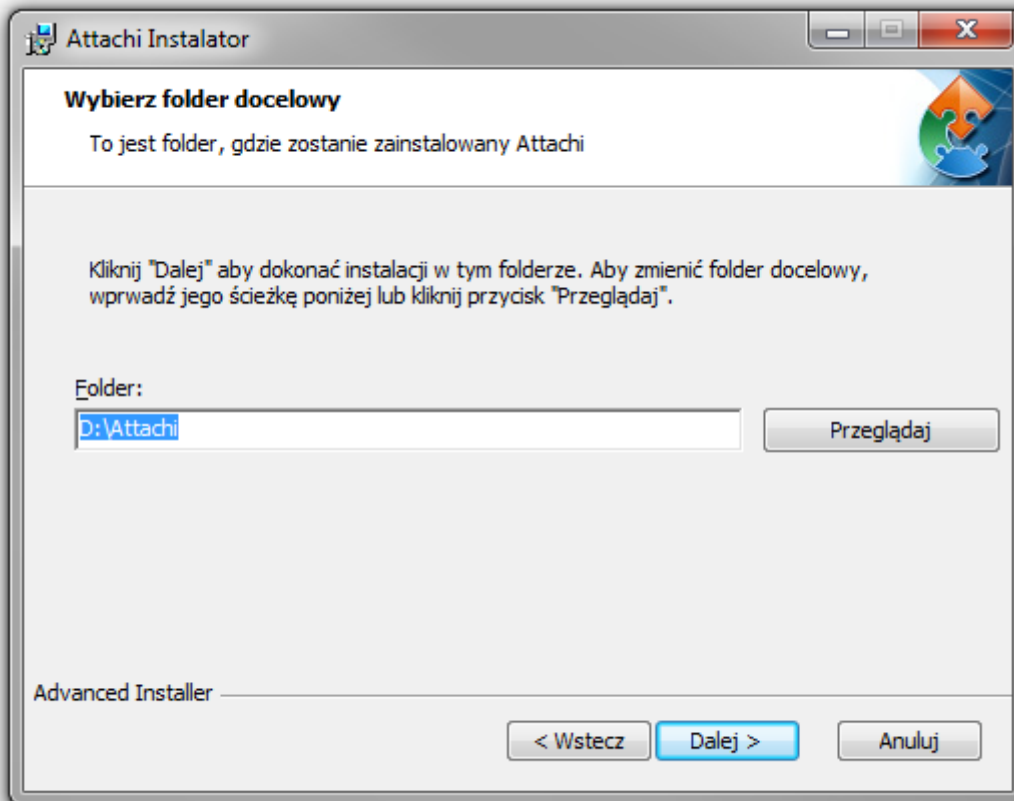 Attachi Instalator
Wybierz folder docelowy
To jest folder, gdzie zostanie zainstalowany Attachi
Kliknij "Dalej" aby dokonać instalacji w tym folderze. Aby zmienić folder docelowy,
wprwadź jego ścieżkę poniżej lub kliknij przycisk "Przeglądaj".
Folder:
D:\Attachi
Przeglądaj
Advanced Installer
< Wstecz
Dalej >
Anuluj